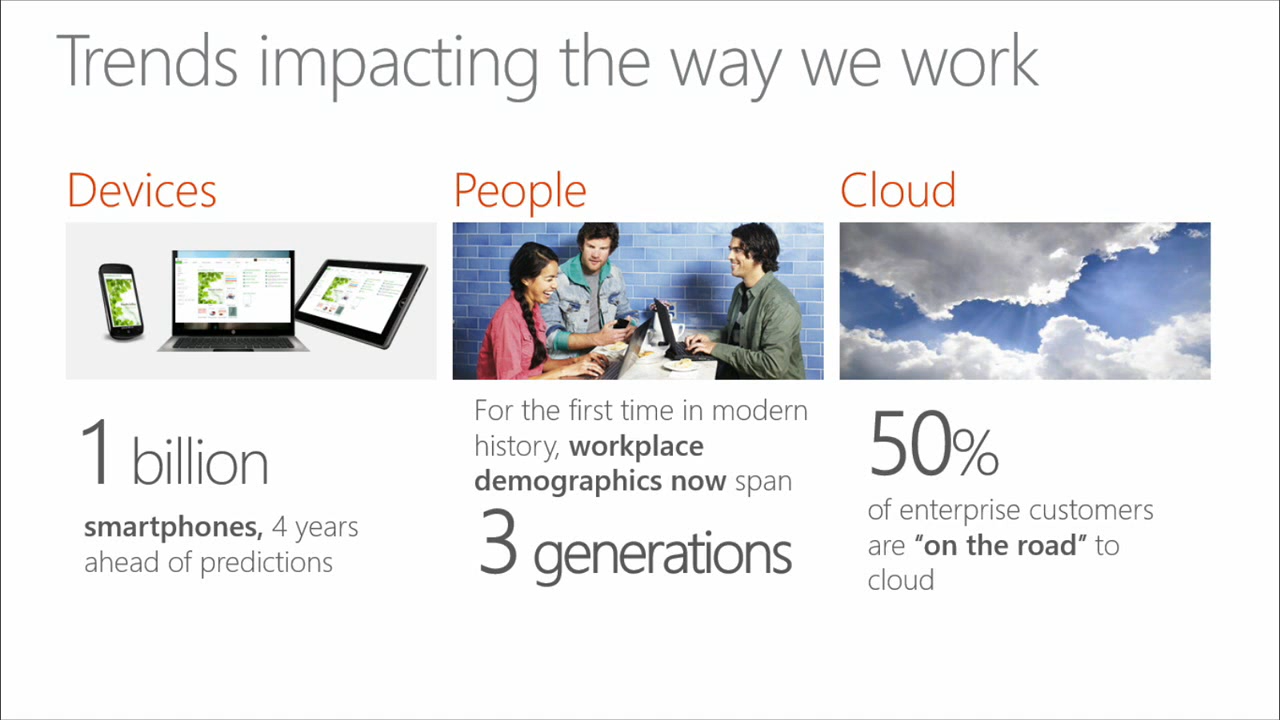 Trends impacting the way we work
Devices
1 billion
smartphones, 4 years
ahead of predictions
People
For the first time in modern
history, workplace
demographics now span
3 generations
Cloud
50%
of enterprise customers
are “on the road” to
cloud